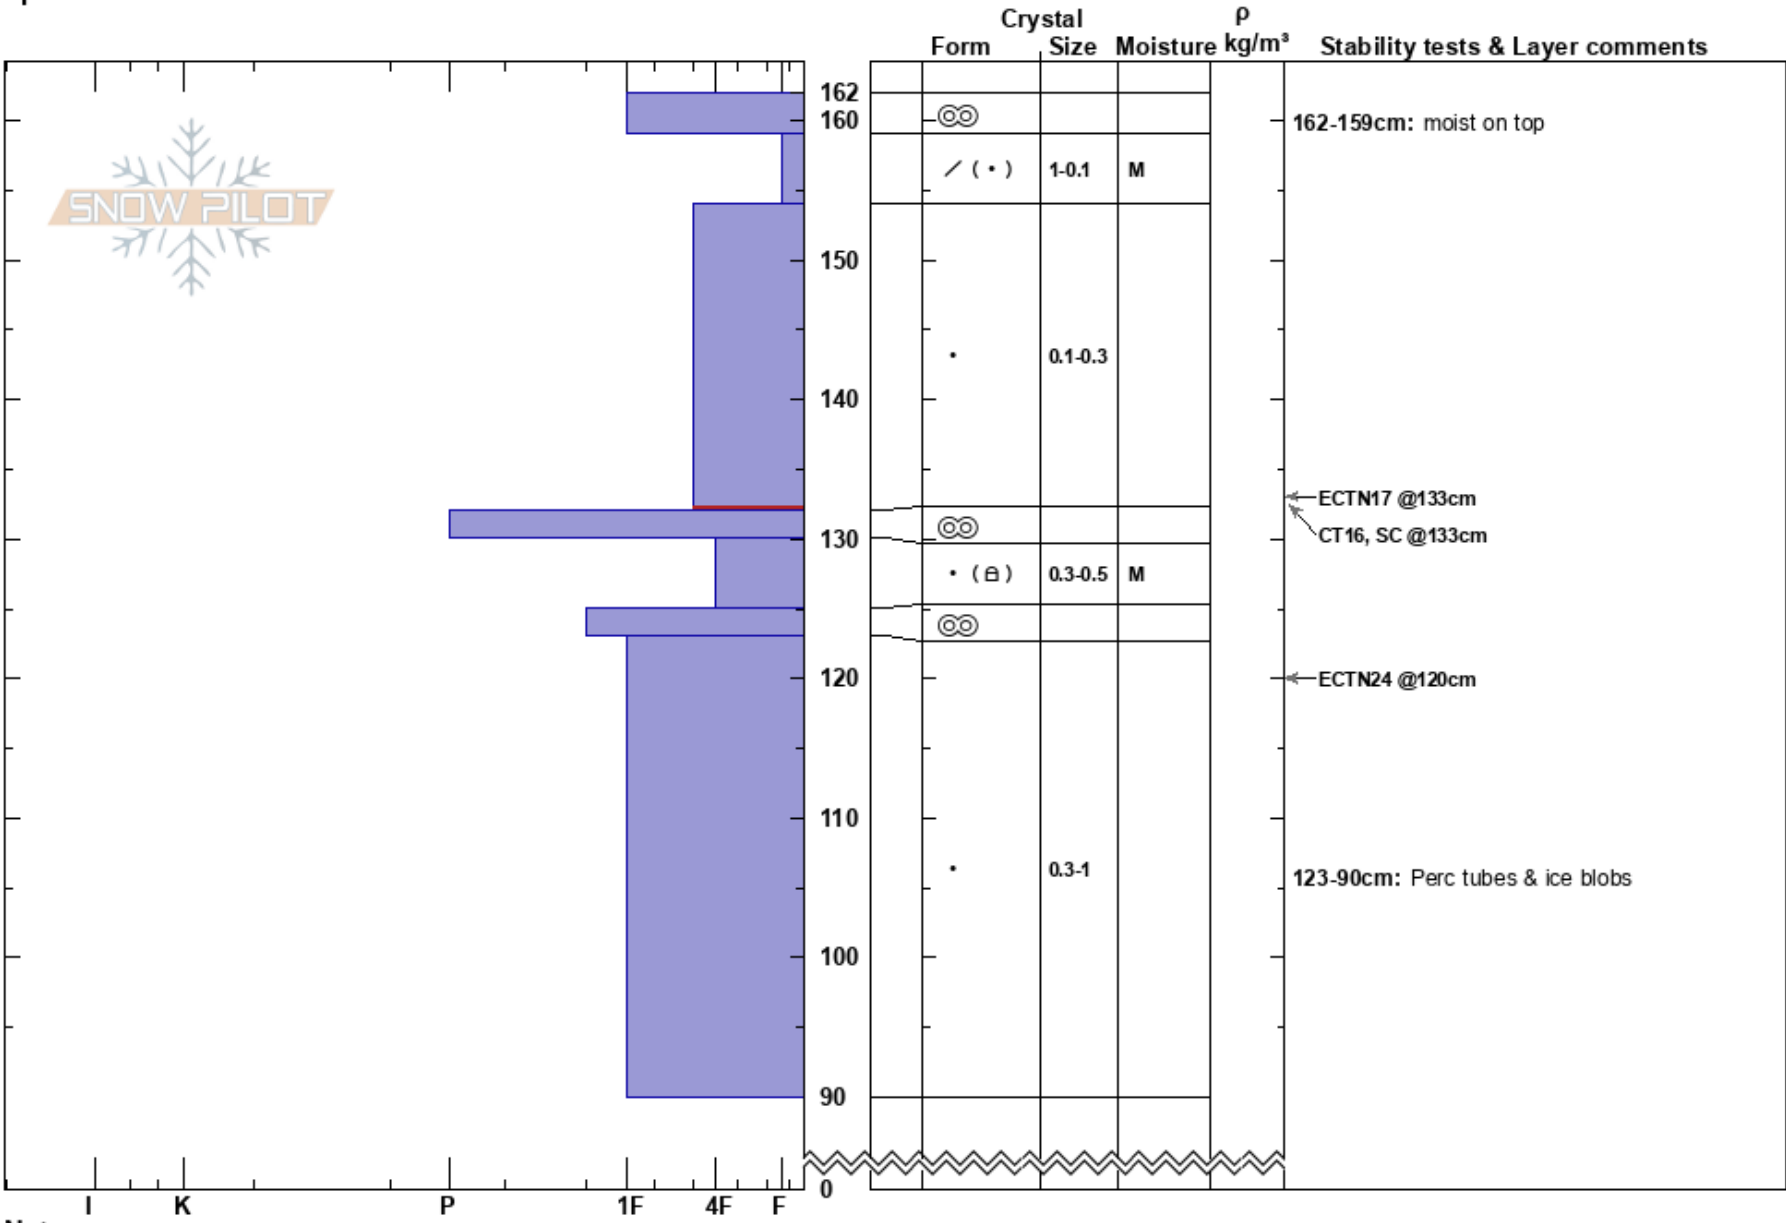 Crystal
ρ
Form Size Moisture kg/m³ Stability tests & Layer comments
162
160
162-159cm: moist on top
1-0.1 M
SNOW PILOT
150
0.1-0.3
140
ECTN17 @133cm
CT16, SC @133cm
130
0.3-0.5 M
120
ECTN24 @120cm
110
0.3-1
123-90cm: Perc tubes & ice blobs
100
90
0
I K P 1F 4F F